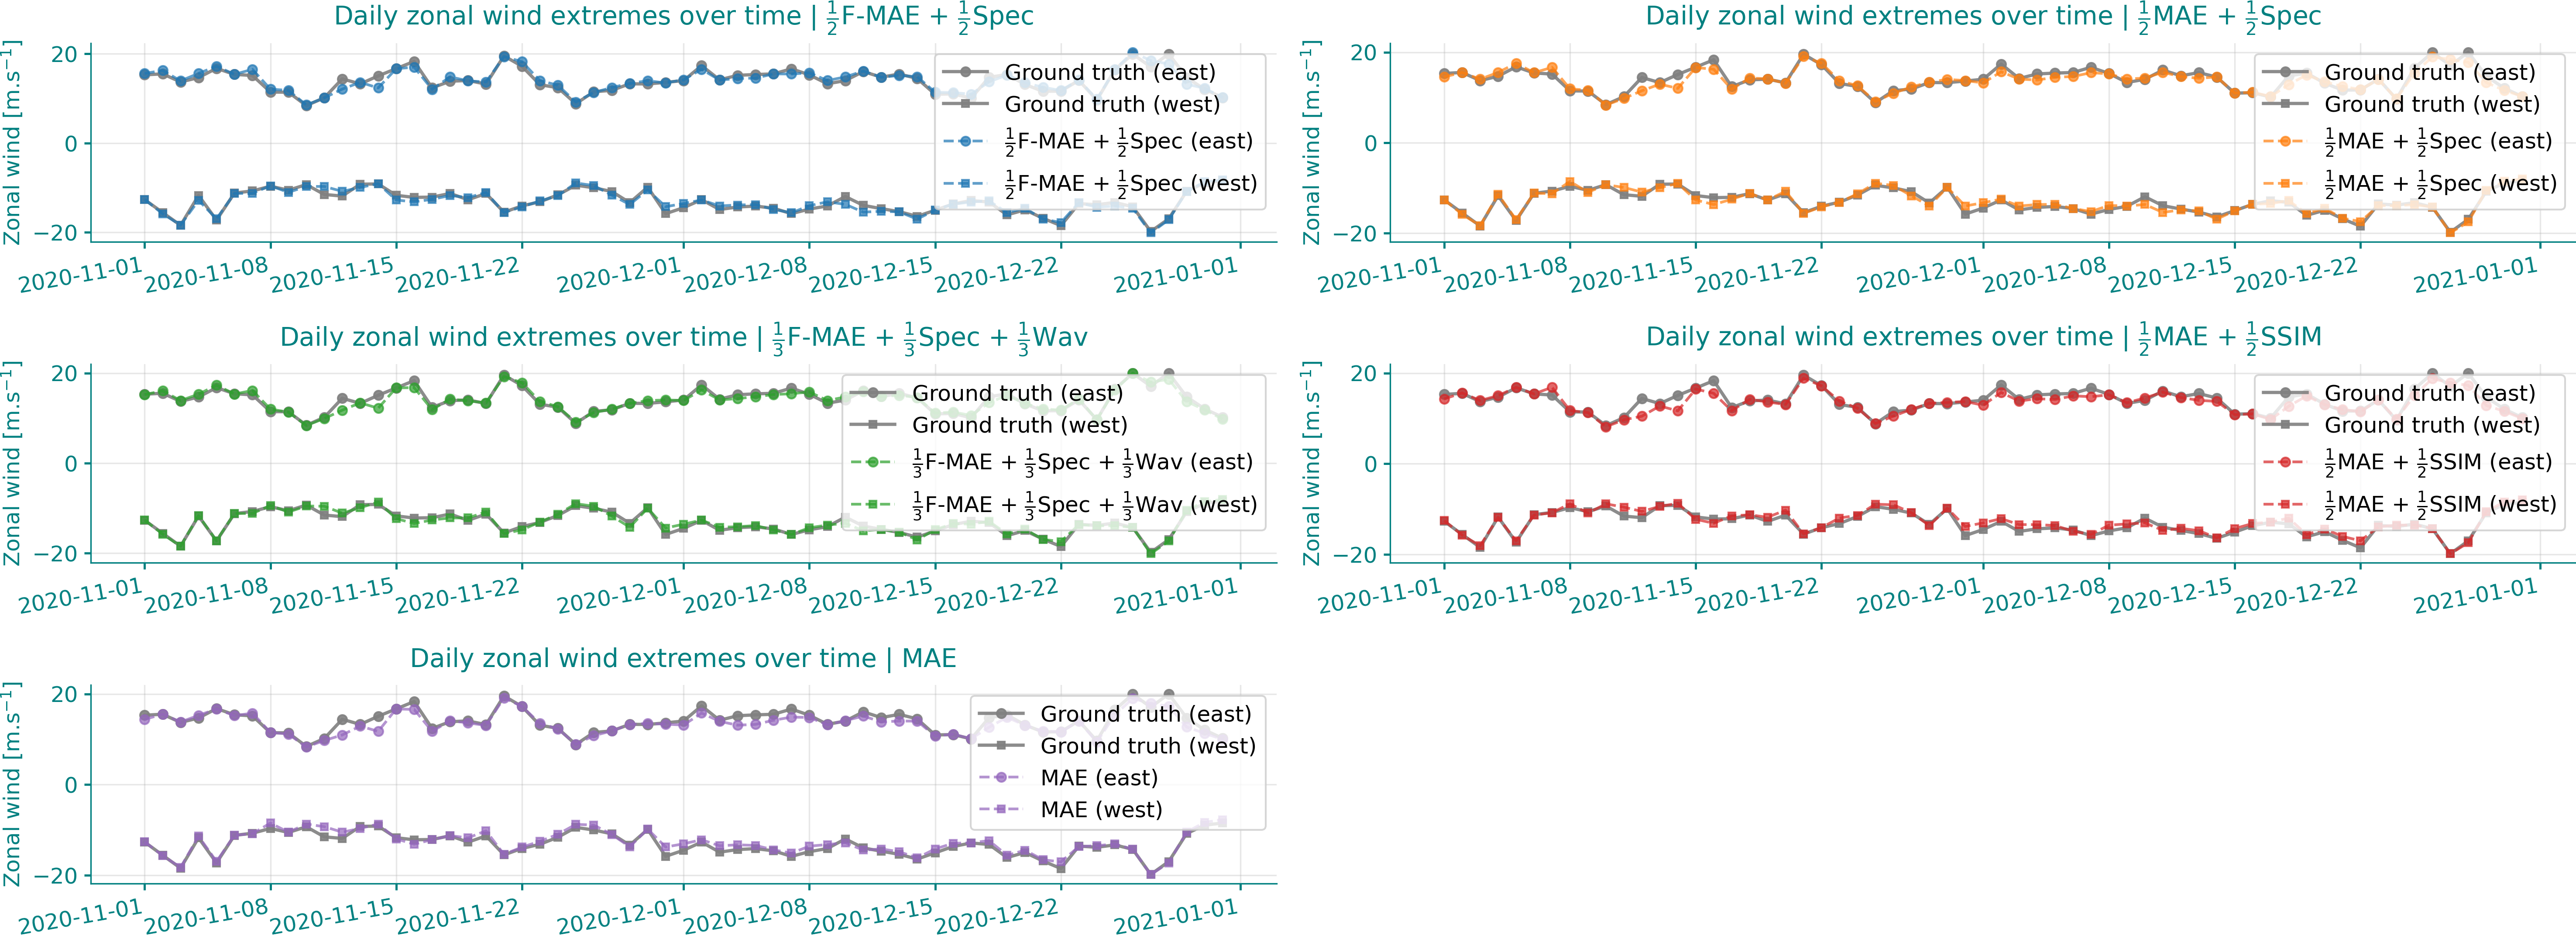 Daily zonal wind extremes over time | ½F-MAE + ½Spec
Zonal wind [m.s⁻¹]
20
0
−20
Ground truth (east)
Ground truth (west)
½F-MAE + ½Spec (east)
½F-MAE + ½Spec (west)
2020-11-01 2020-11-08 2020-11-15 2020-11-22 2020-12-01 2020-12-08 2020-12-15 2020-12-22 2021-01-01
Daily zonal wind extremes over time | ½MAE + ½Spec
Zonal wind [m.s⁻¹]
20
0
−20
Ground truth (east)
Ground truth (west)
½MAE + ½Spec (east)
½MAE + ½Spec (west)
2020-11-01 2020-11-08 2020-11-15 2020-11-22 2020-12-01 2020-12-08 2020-12-15 2020-12-22 2021-01-01
Daily zonal wind extremes over time | ⅓F-MAE + ⅓Spec + ⅓Wav
Zonal wind [m.s⁻¹]
20
0
−20
Ground truth (east)
Ground truth (west)
⅓F-MAE + ⅓Spec + ⅓Wav (east)
⅓F-MAE + ⅓Spec + ⅓Wav (west)
2020-11-01 2020-11-08 2020-11-15 2020-11-22 2020-12-01 2020-12-08 2020-12-15 2020-12-22 2021-01-01
Daily zonal wind extremes over time | ½MAE + ½SSIM
Zonal wind [m.s⁻¹]
20
0
−20
Ground truth (east)
Ground truth (west)
½MAE + ½SSIM (east)
½MAE + ½SSIM (west)
2020-11-01 2020-11-08 2020-11-15 2020-11-22 2020-12-01 2020-12-08 2020-12-15 2020-12-22 2021-01-01
Daily zonal wind extremes over time | MAE
Zonal wind [m.s⁻¹]
20
0
−20
Ground truth (east)
Ground truth (west)
MAE (east)
MAE (west)
2020-11-01 2020-11-08 2020-11-15 2020-11-22 2020-12-01 2020-12-08 2020-12-15 2020-12-22 2021-01-01